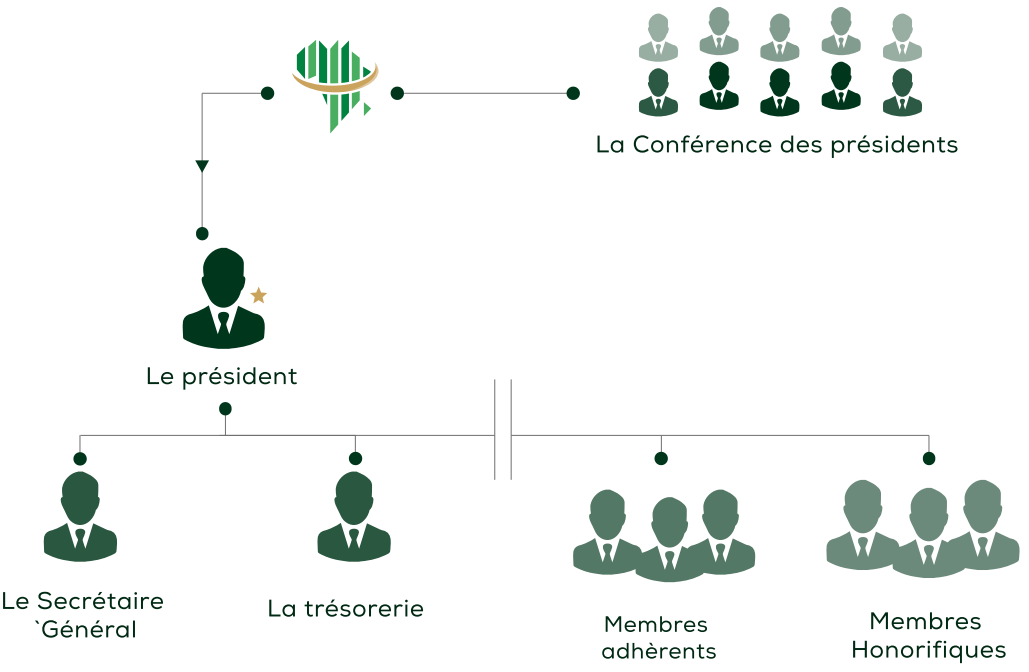 La Conférence des présidents
Le président
Le Secrétaire
`Général
La trésorerie
Membres
adhèrents
Membres
Honorifiques